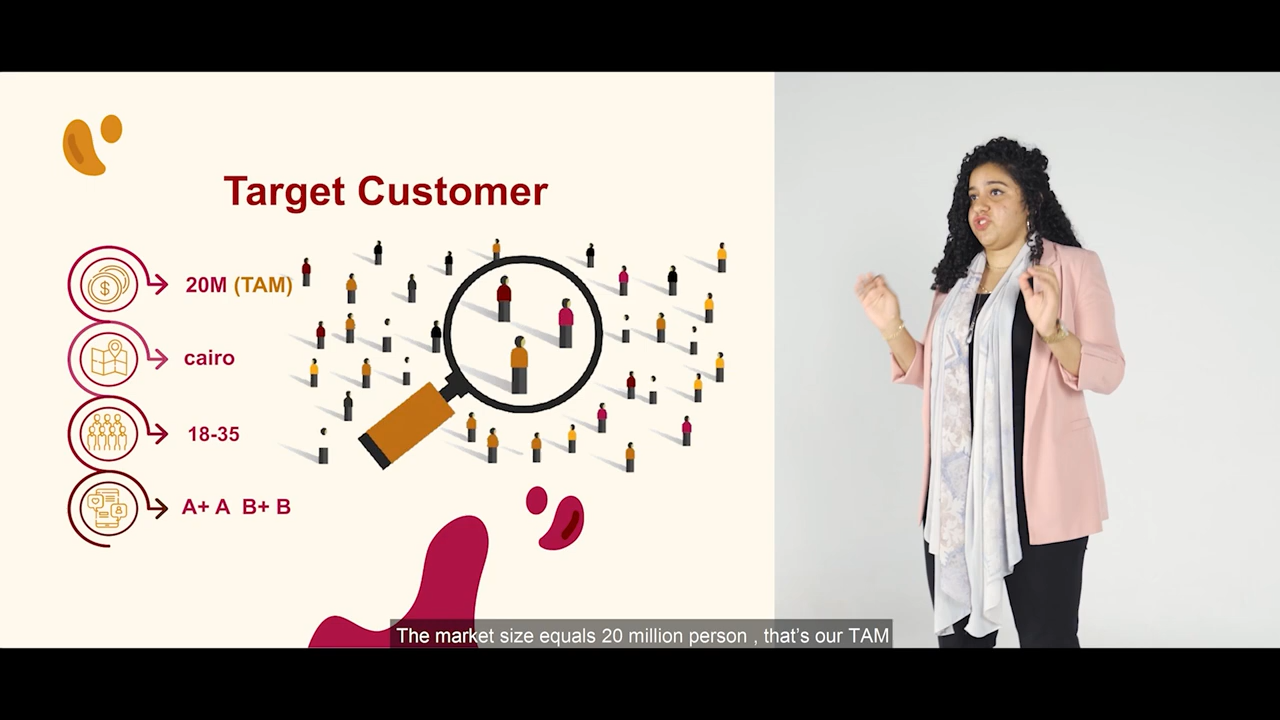 Target Customer
20M (TAM)
cairo
18-35
A+ A B+ B
The market size equals 20 million person , that's our TAM